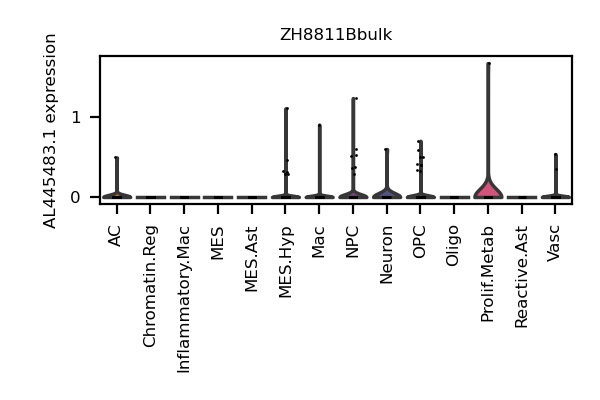 ZH8811Bbulk
AL445483.1 expression
1
0
AC
Chromatin.Reg
Inflammatory.Mac
MES
MES.Ast
MES.Hyp
Mac
NPC
Neuron
OPC
Oligo
Prolif.Metab
Reactive.Ast
Vasc